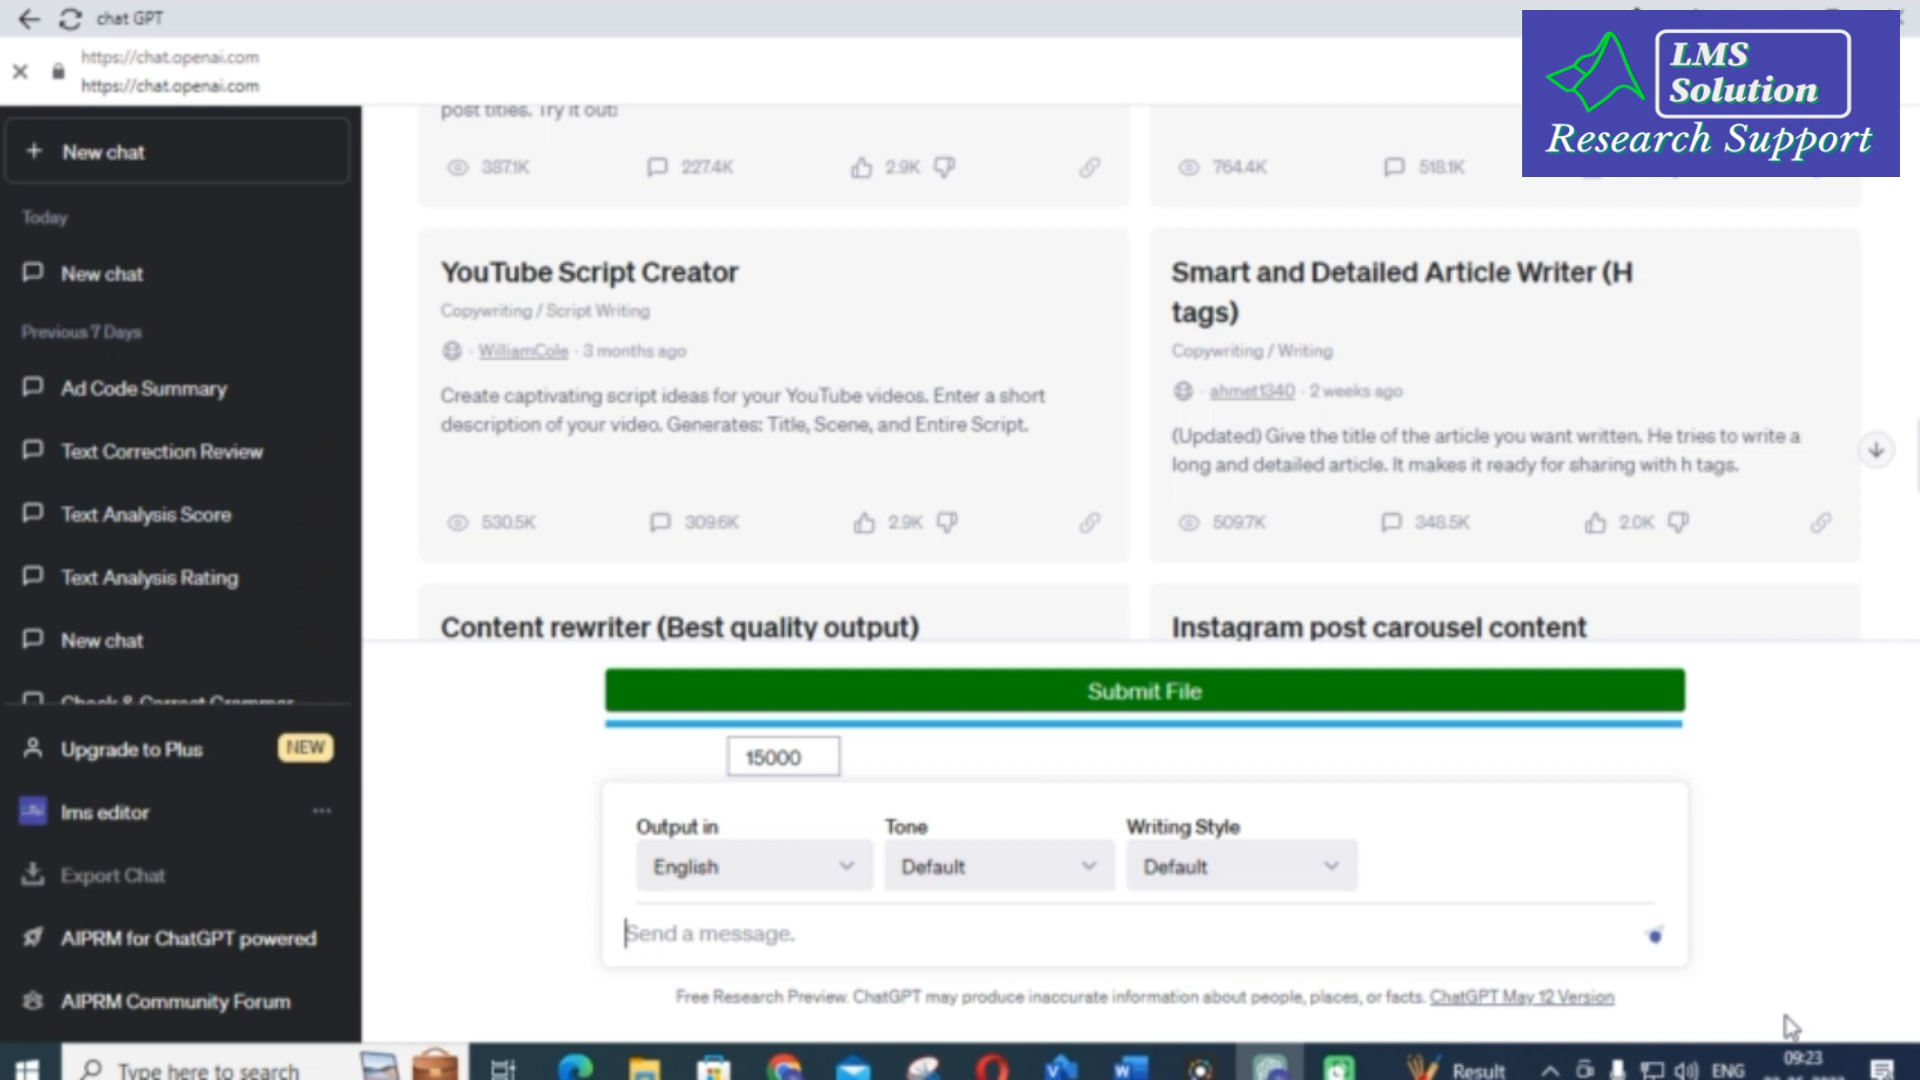 chat GPT
https://chat.openai.com
https://chat.openai.com
LMS
Solution
Research Support
New chat
Today
New chat
Previous 7 Days
Ad Code Summary
Text Correction Review
Text Analysis Score
Text Analysis Rating
New chat
Check & Correct Grammar
Upgrade to Plus NEW
lms editor
Export Chat
AIPRM for ChatGPT powered
AIPRM Community Forum
post titles. Try it out!
387.1K 227.4K 2.9K
764.4K 518.1K
YouTube Script Creator
Copywriting / Script Writing
· WilliamCole · 3 months ago
Create captivating script ideas for your YouTube videos. Enter a short
description of your video. Generates: Title, Scene, and Entire Script.
530.5K 309.6K 2.9K
Smart and Detailed Article Writer (H
tags)
Copywriting / Writing
· ahmet1340 · 2 weeks ago
(Updated) Give the title of the article you want written. He tries to write a
long and detailed article. It makes it ready for sharing with h tags.
509.7K 348.5K 2.0K
Content rewriter (Best quality output)
Instagram post carousel content
Submit File
15000
Output in Tone Writing Style
English Default Default
Send a message.
Free Research Preview. ChatGPT may produce inaccurate information about people, places, or facts. ChatGPT May 12 Version
Type here to search
Result
ENG
09:23